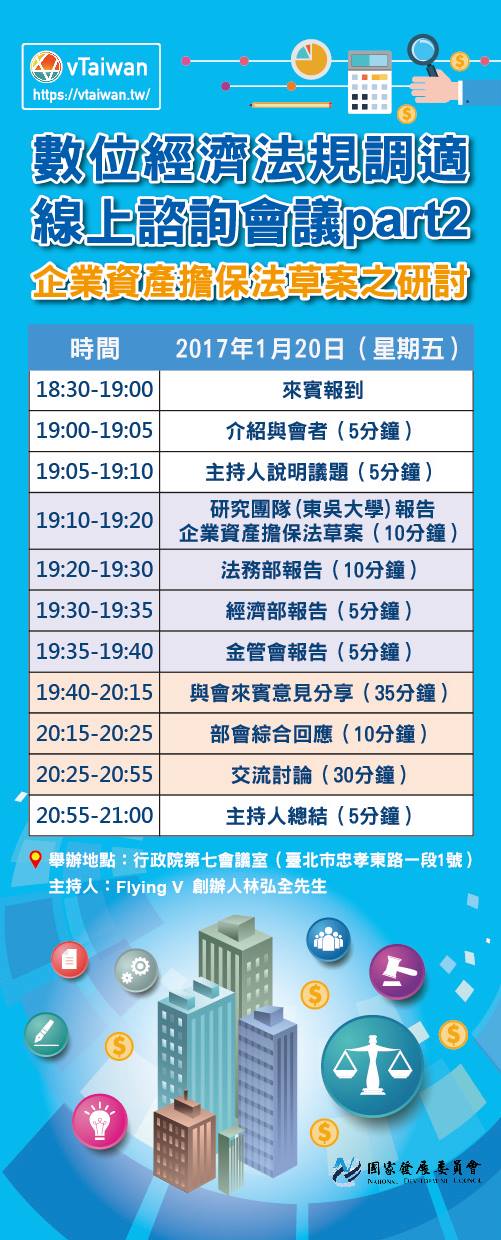 vTaiwan
https://vtaiwan.tw/
數位經濟法規調適
線上諮詢會議part2
企業資產擔保法草案之研討
時間 2017年1月20日（星期五）
18:30-19:00 來賓報到
19:00-19:05 介紹與會者（5分鐘）
19:05-19:10 主持人說明議題（5分鐘）
19:10-19:20 研究團隊(東吳大學)報告
企業資產擔保法草案（10分鐘）
19:20-19:30 法務部報告（10分鐘）
19:30-19:35 經濟部報告（5分鐘）
19:35-19:40 金管會報告（5分鐘）
19:40-20:15 與會來賓意見分享（35分鐘）
20:15-20:25 部會綜合回應（10分鐘）
20:25-20:55 交流討論（30分鐘）
20:55-21:00 主持人總結（5分鐘）
舉辦地點：行政院第七會議室（臺北市忠孝東路一段1號）
主持人：Flying V 創辦人林弘全先生
國家發展委員會
NATIONAL DEVELOPMENT COUNCIL